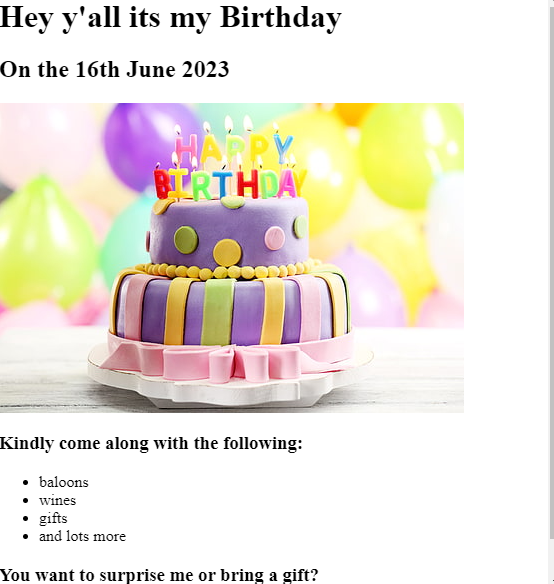 Hey y'all its my Birthday
On the 16th June 2023
HAPPY
BIRTHDAY
Kindly come along with the following:
baloons
wines
gifts
and lots more
You want to surprise me or bring a gift?